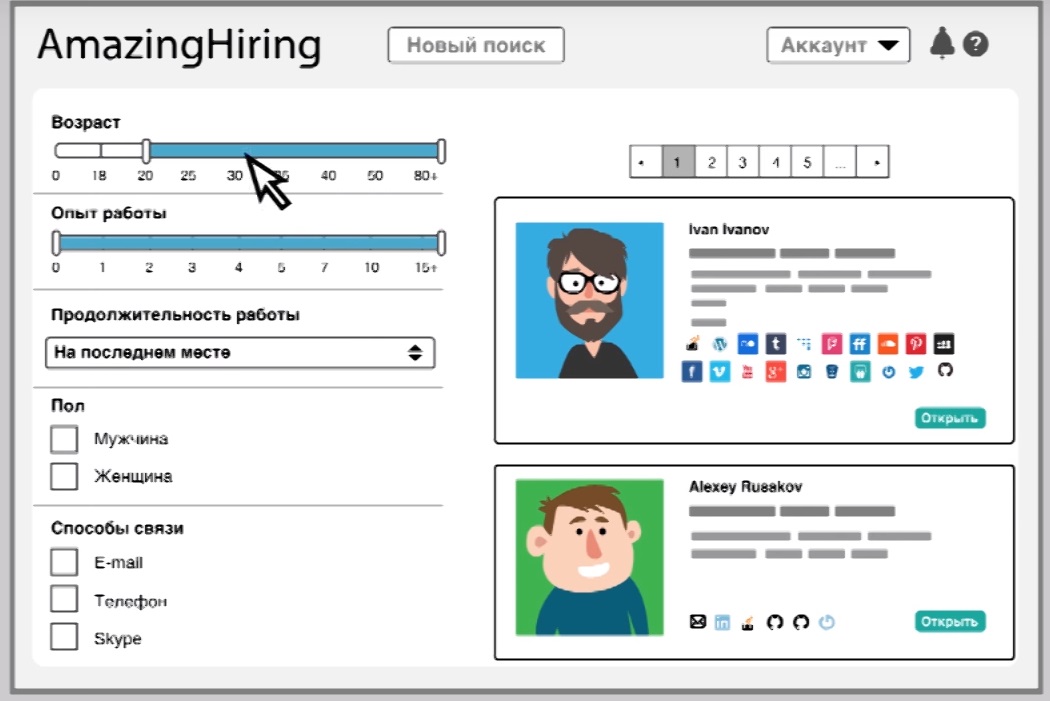 AmazingHiring
Новый поиск
Аккаунт
?
Возраст
0 18 20 25 30 35 40 50 80+
Опыт работы
0 1 2 3 4 5 7 10 15+
Продолжительность работы
На последнем месте
Пол
Мужчина
Женщина
Способы связи
E-mail
Телефон
Skype
1 2 3 4 5 ...
Ivan Ivanov
Открыть
Alexey Rusakov
Открыть